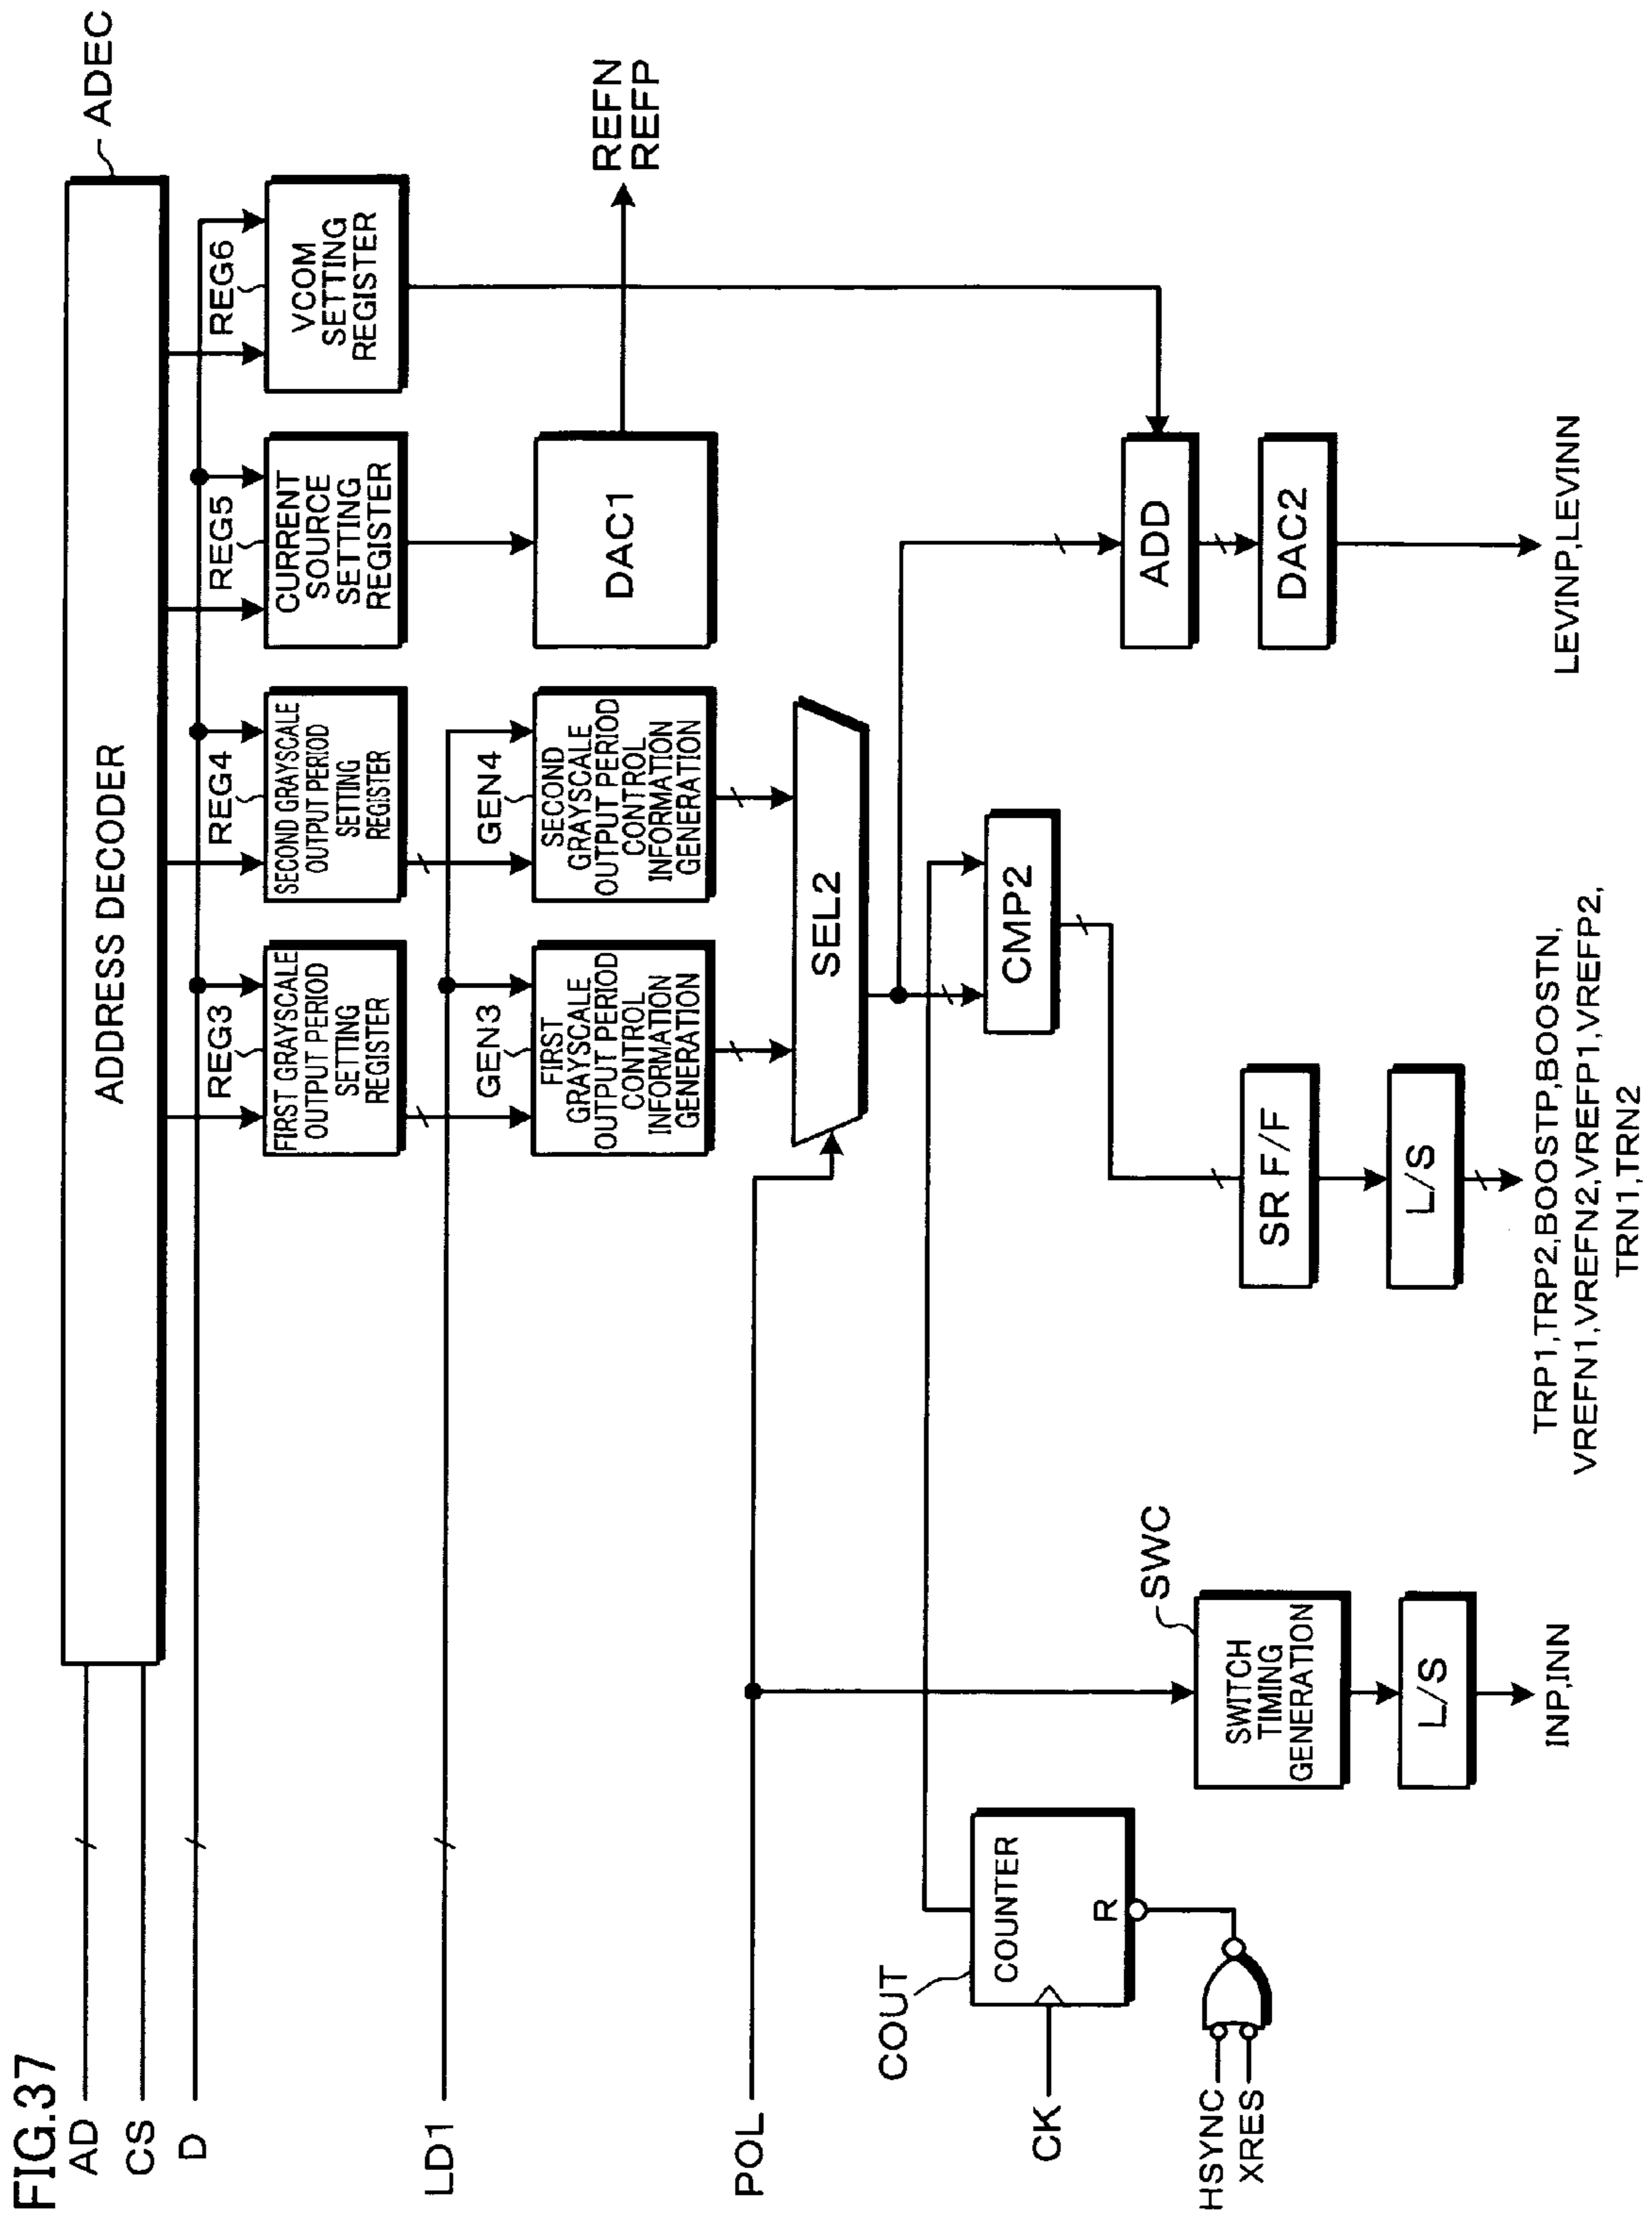 FIG.37
AD
CS
D
LD1
POL
CK
HSYNC
XRES
ADDRESS DECODER
ADEC
REG3
FIRST GRAYSCALE
OUTPUT PERIOD
SETTING
REGISTER
REG4
SECOND GRAYSCALE
OUTPUT PERIOD
SETTING
REGISTER
REG5
CURRENT
SOURCE
SETTING
REGISTER
REG6
VCOM
SETTING
REGISTER
GEN3
FIRST
GRAYSCALE
OUTPUT PERIOD
CONTROL
INFORMATION
GENERATION
GEN4
SECOND
GRAYSCALE
OUTPUT PERIOD
CONTROL
INFORMATION
GENERATION
DAC1
REFN
REFP
SEL2
COUT
COUNTER
R
CMP2
ADD
SWC
SWITCH
TIMING
GENERATION
SR F/F
DAC2
L/S
L/S
INP,INN
TRP1,TRP2,BOOSTP,BOOSTN,
VREFN1,VREFN2,VREFP1,VREFP2,
TRN1,TRN2
LEVINP,LEVINN